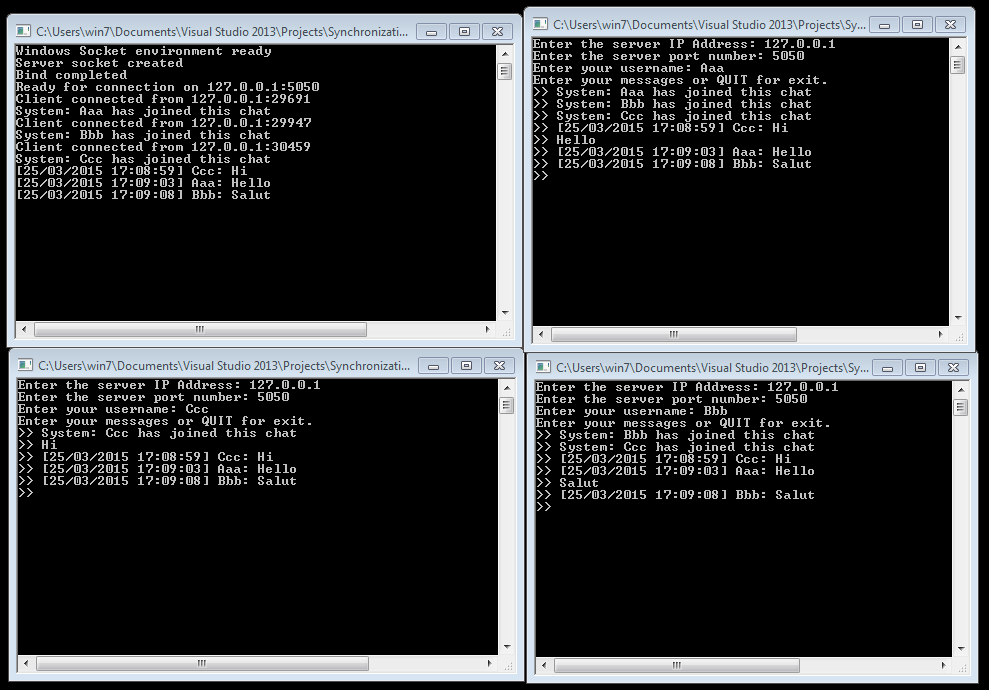 C:\Users\win7\Documents\Visual Studio 2013\Projects\Synchronizati...
Windows Socket environment ready
Server socket created
Bind completed
Ready for connection on 127.0.0.1:5050
Client connected from 127.0.0.1:29691
System: Aaa has joined this chat
Client connected from 127.0.0.1:29947
System: Bbb has joined this chat
Client connected from 127.0.0.1:30459
System: Ccc has joined this chat
[25/03/2015 17:08:59] Ccc: Hi
[25/03/2015 17:09:03] Aaa: Hello
[25/03/2015 17:09:08] Bbb: Salut
C:\Users\win7\Documents\Visual Studio 2013\Projects\Sy...
Enter the server IP Address: 127.0.0.1
Enter the server port number: 5050
Enter your username: Aaa
Enter your messages or QUIT for exit.
>> System: Aaa has joined this chat
>> System: Bbb has joined this chat
>> System: Ccc has joined this chat
>> [25/03/2015 17:08:59] Ccc: Hi
>> Hello
>> [25/03/2015 17:09:03] Aaa: Hello
>> [25/03/2015 17:09:08] Bbb: Salut
>>
C:\Users\win7\Documents\Visual Studio 2013\Projects\Synchronizati...
Enter the server IP Address: 127.0.0.1
Enter the server port number: 5050
Enter your username: Ccc
Enter your messages or QUIT for exit.
>> System: Ccc has joined this chat
>> Hi
>> [25/03/2015 17:08:59] Ccc: Hi
>> [25/03/2015 17:09:03] Aaa: Hello
>> [25/03/2015 17:09:08] Bbb: Salut
>>
C:\Users\win7\Documents\Visual Studio 2013\Projects\Sy...
Enter the server IP Address: 127.0.0.1
Enter the server port number: 5050
Enter your username: Bbb
Enter your messages or QUIT for exit.
>> System: Bbb has joined this chat
>> System: Ccc has joined this chat
>> [25/03/2015 17:08:59] Ccc: Hi
>> [25/03/2015 17:09:03] Aaa: Hello
>> Salut
>> [25/03/2015 17:09:08] Bbb: Salut
>>